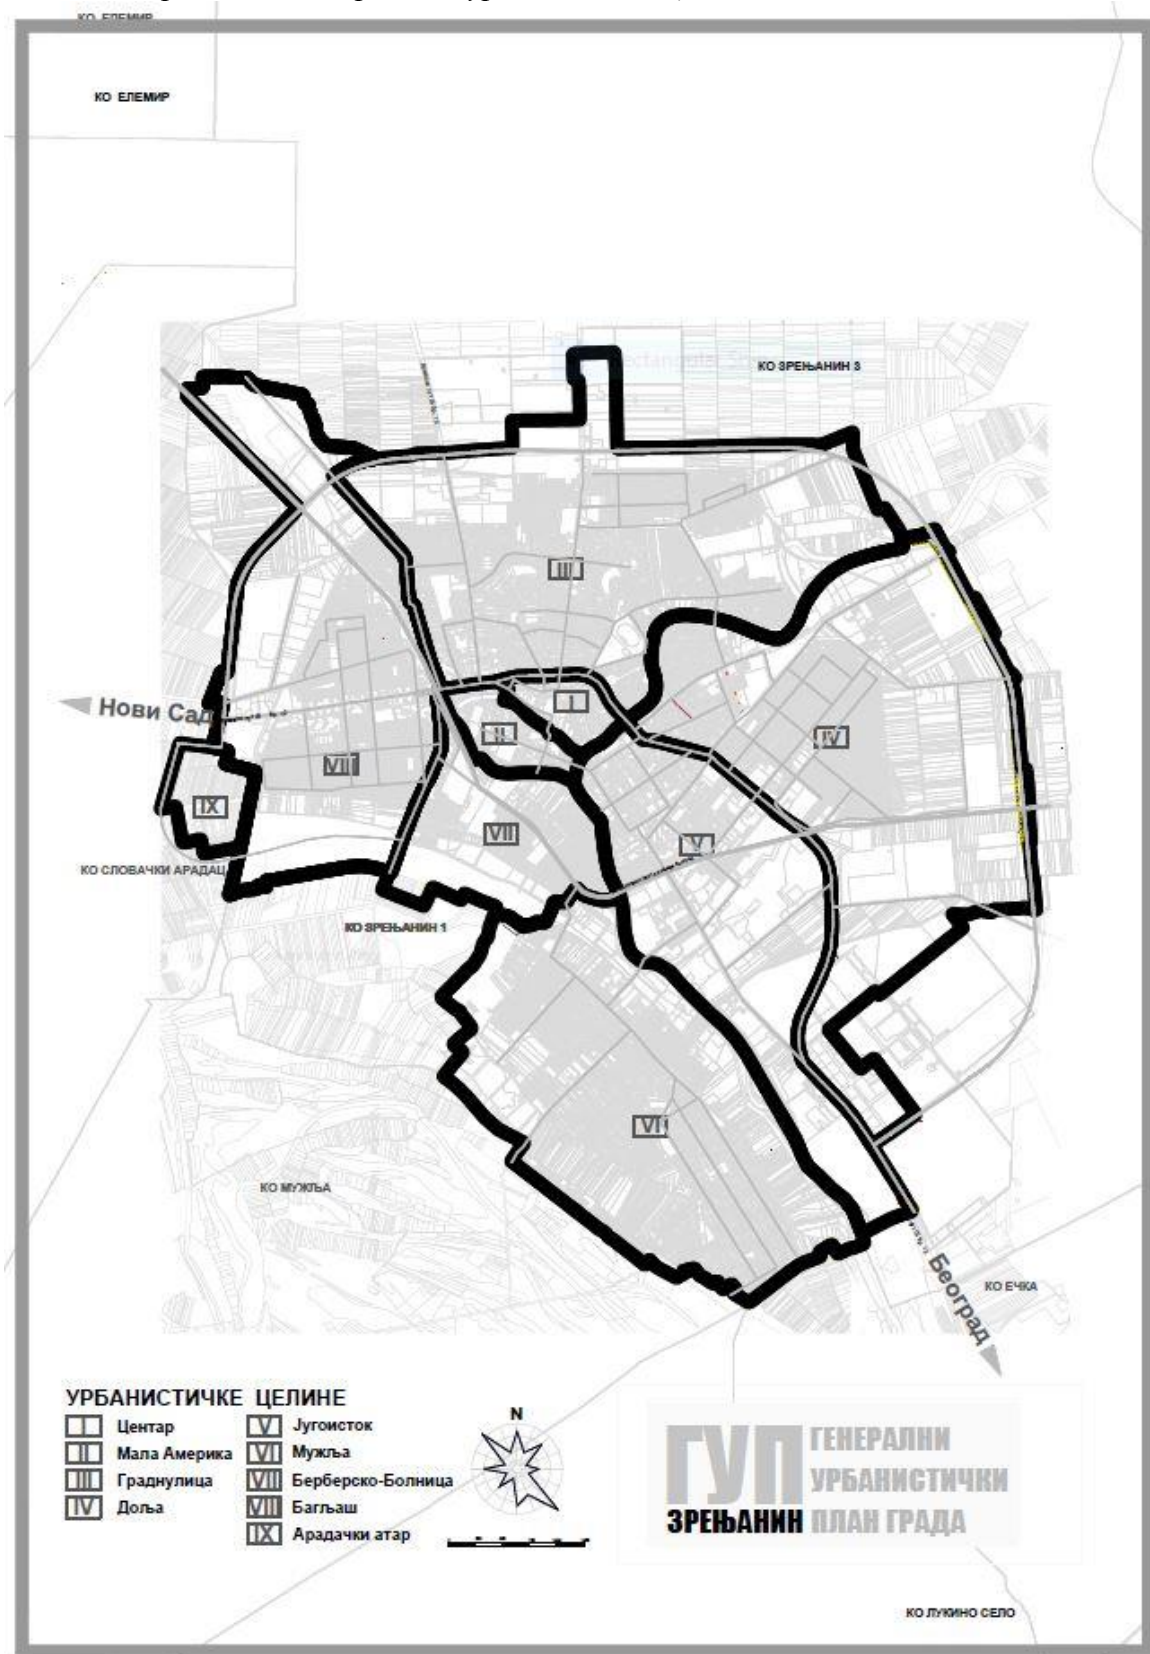 КО ЕЛЕМИР
КО ЕЛЕМИР
КО ЗРЕЊАНИН 3
III
Нови Сад
I
II
IV
VIII
IX
VII
V
КО СЛОВАЧКИ АРАДАЦ
КО ЗРЕЊАНИН 1
VI
КО МУЖЉА
Београд
КО ЕЧКА
УРБАНИСТИЧКЕ ЦЕЛИНЕ
I Центар
II Мала Америка
III Граднулица
IV Доља
V Југоисток
VI Мужља
VIII Берберско-Болница
VIII Багљаш
IX Арадачки атар
N
ГУП ГЕНЕРАЛНИ
УРБАНИСТИЧКИ
ЗРЕЊАНИН ПЛАН ГРАДА
КО ЛУКИНО СЕЛО